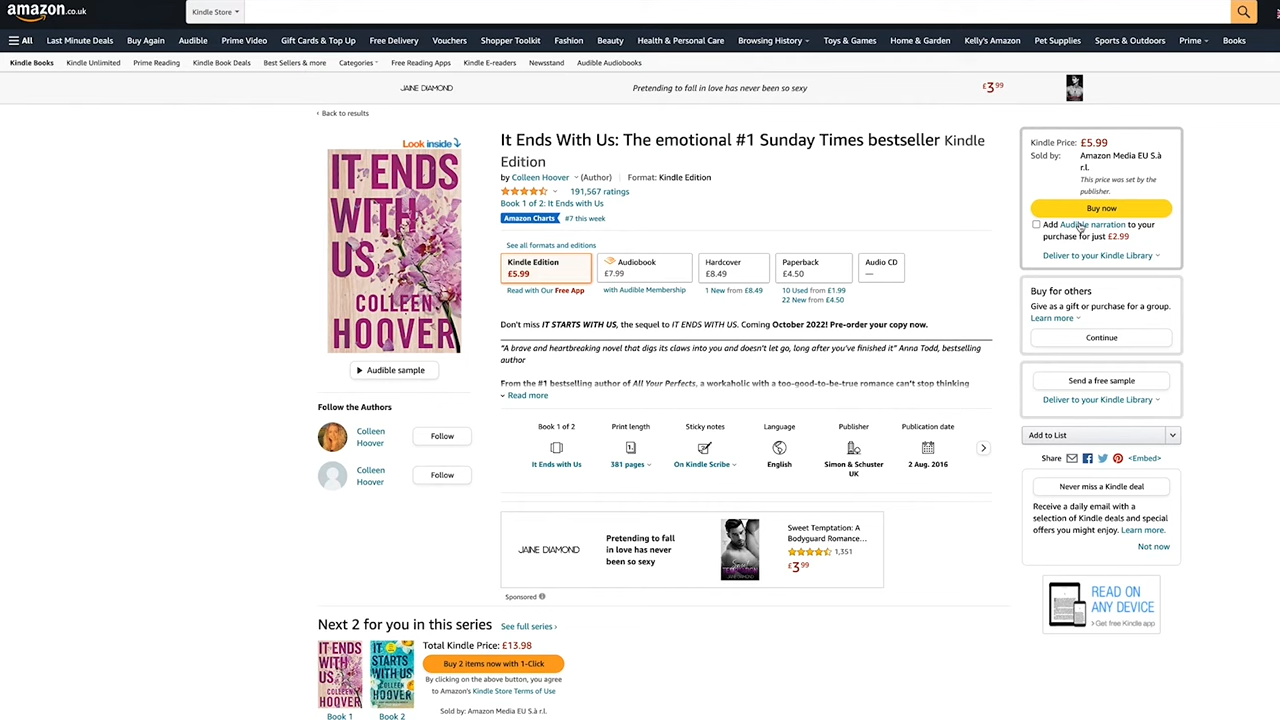 amazon.co.uk
Kindle Store
All Last Minute Deals Buy Again Audible Prime Video Gift Cards & Top Up Free Delivery Vouchers Shopper Toolkit Fashion Beauty Health & Personal Care Browsing History Toys & Games Home & Garden Kelly's Amazon Pet Supplies Sports & Outdoors Prime Books
Kindle Books Kindle Unlimited Prime Reading Kindle Book Deals Best Sellers & more Categories Free Reading Apps Kindle E-readers Newsstand Audible Audiobooks
JAINE DIAMOND Pretending to fall in love has never been so sexy £3 99
‹ Back to results
Look inside
IT ENDS
WITH
US
COLLEEN
HOOVER
Audible sample
Follow the Authors
Colleen
Hoover
Follow
Colleen
Hoover
Follow
It Ends With Us: The emotional #1 Sunday Times bestseller Kindle
Edition
by Colleen Hoover (Author) Format: Kindle Edition
191,567 ratings
Book 1 of 2: It Ends with Us
Amazon Charts #7 this week
See all formats and editions
Kindle Edition
£5.99
Audiobook
£7.99
Hardcover
£8.49
Paperback
£4.50
Audio CD
—
Read with Our Free App
with Audible Membership
1 New from £8.49
10 Used from £1.99
22 New from £4.50
Don't miss IT STARTS WITH US, the sequel to IT ENDS WITH US. Coming October 2022! Pre-order your copy now.
"A brave and heartbreaking novel that digs its claws into you and doesn't let go, long after you've finished it" Anna Todd, bestselling
author
From the #1 bestselling author of All Your Perfects, a workaholic with a too-good-to-be-true romance can't stop thinking
Read more
Book 1 of 2
It Ends with Us
Print length
381 pages
Sticky notes
On Kindle Scribe
Language
English
Publisher
Simon & Schuster
UK
Publication date
2 Aug. 2016
JAINE DIAMOND
Pretending to fall
in love has never
been so sexy
Sweet Temptation: A
Bodyguard Romance...
1,351
£3 99
Sponsored
Next 2 for you in this series See full series ›
IT ENDS
WITH
US
COLLEEN
HOOVER
Book 1
IT
STARTS
WITH US
COLLEEN
HOOVER
Book 2
Total Kindle Price: £13.98
Buy 2 items now with 1-Click
By clicking on the above button, you agree
to Amazon's Kindle Store Terms of Use
Sold by: Amazon Media EU S.à r.l.
Kindle Price: £5.99
Sold by: Amazon Media EU S.à
r.l.
This price was set by the
publisher.
Buy now
Add Audible narration to your
purchase for just £2.99
Deliver to your Kindle Library
Buy for others
Give as a gift or purchase for a group.
Learn more
Continue
Send a free sample
Deliver to your Kindle Library
Add to List
Share <Embed>
Never miss a Kindle deal
Receive a daily email with a
selection of Kindle deals and special
offers you might enjoy. Learn more.
Not now
READ ON
ANY DEVICE
› Get free Kindle app